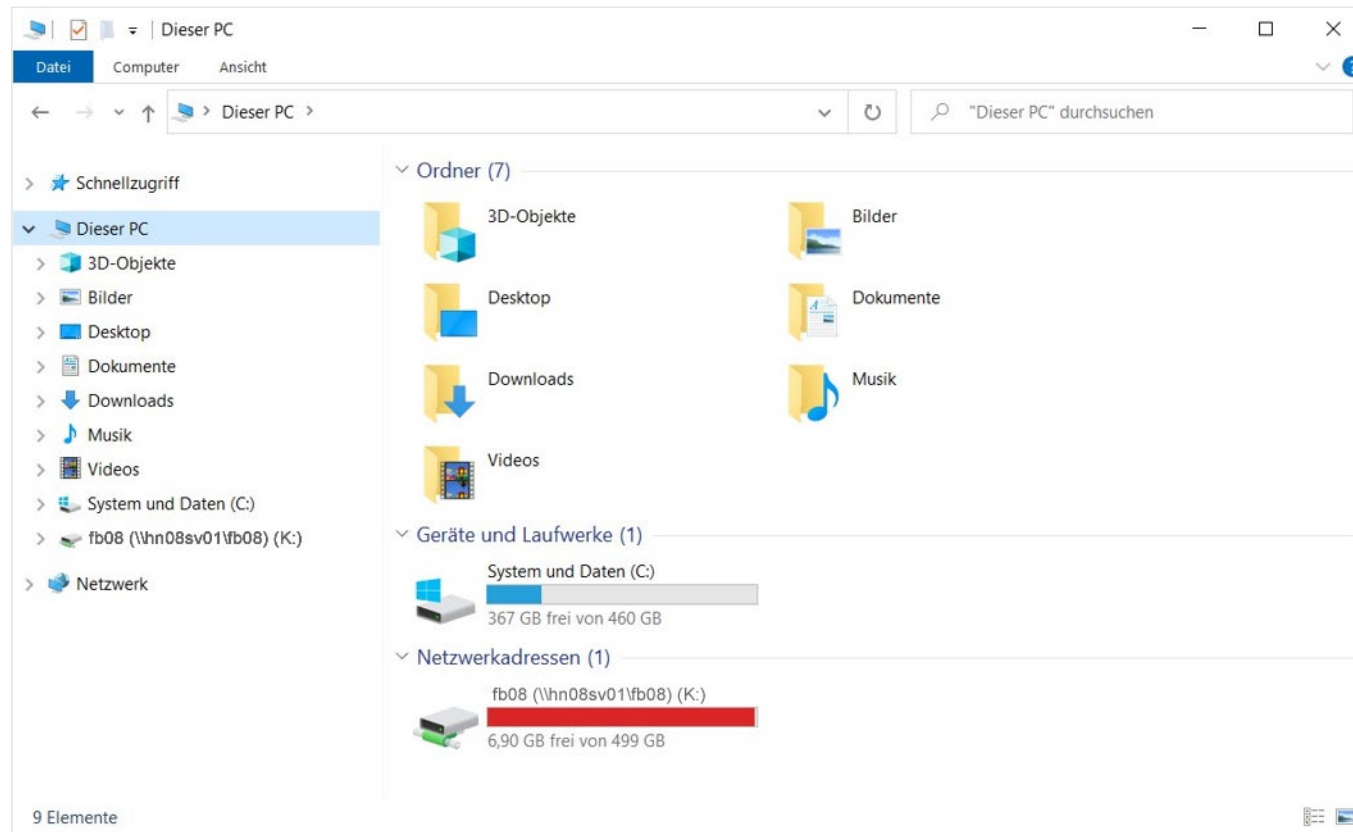 Dieser PC
Datei Computer Ansicht
Dieser PC
"Dieser PC" durchsuchen
Schnellzugriff
Dieser PC
3D-Objekte
Bilder
Desktop
Dokumente
Downloads
Musik
Videos
System und Daten (C:)
fb08 (\\hn08sv01\fb08) (K:)
Netzwerk
Ordner (7)
3D-Objekte
Bilder
Desktop
Dokumente
Downloads
Musik
Videos
Geräte und Laufwerke (1)
System und Daten (C:)
367 GB frei von 460 GB
Netzwerkadressen (1)
fb08 (\\hn08sv01\fb08) (K:)
6,90 GB frei von 499 GB
9 Elemente